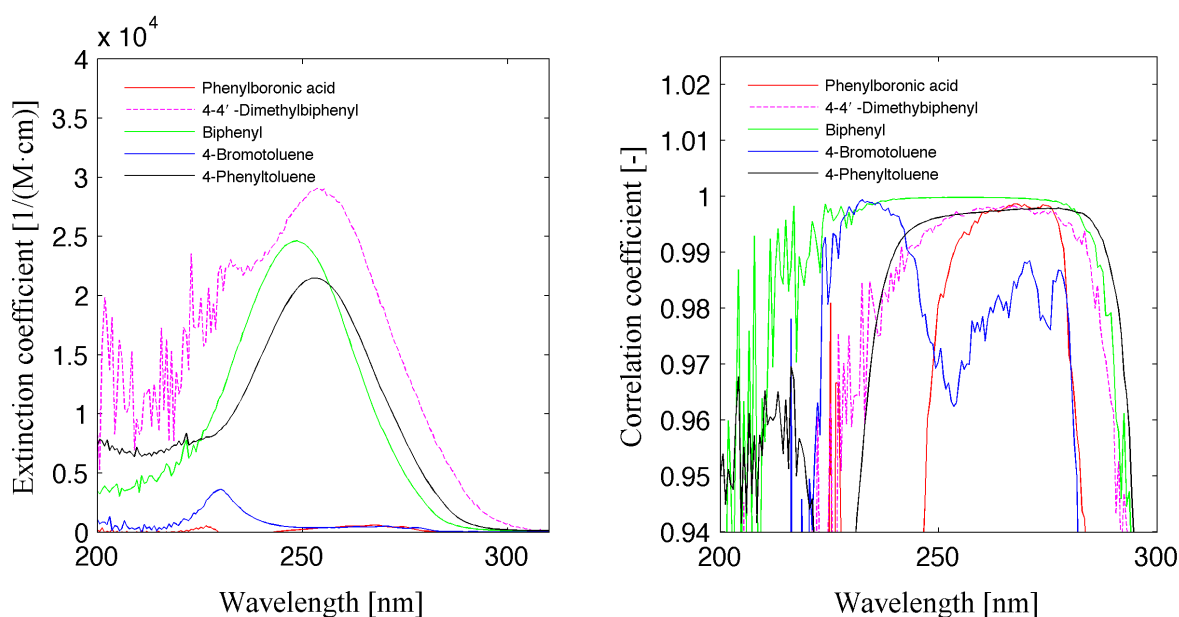 x 10⁴
4
3.5
3
2.5
2
1.5
1
0.5
0
200
250
300
Extinction coefficient [1/(M·cm)]
Wavelength [nm]
Phenylboronic acid
4-4′ -Dimethylbiphenyl
Biphenyl
4-Bromotoluene
4-Phenyltoluene
1.02
1.01
1
0.99
0.98
0.97
0.96
0.95
0.94
200
250
300
Correlation coefficient [-]
Wavelength [nm]
Phenylboronic acid
4-4′ -Dimethybiphenyl
Biphenyl
4-Bromotoluene
4-Phenyltoluene